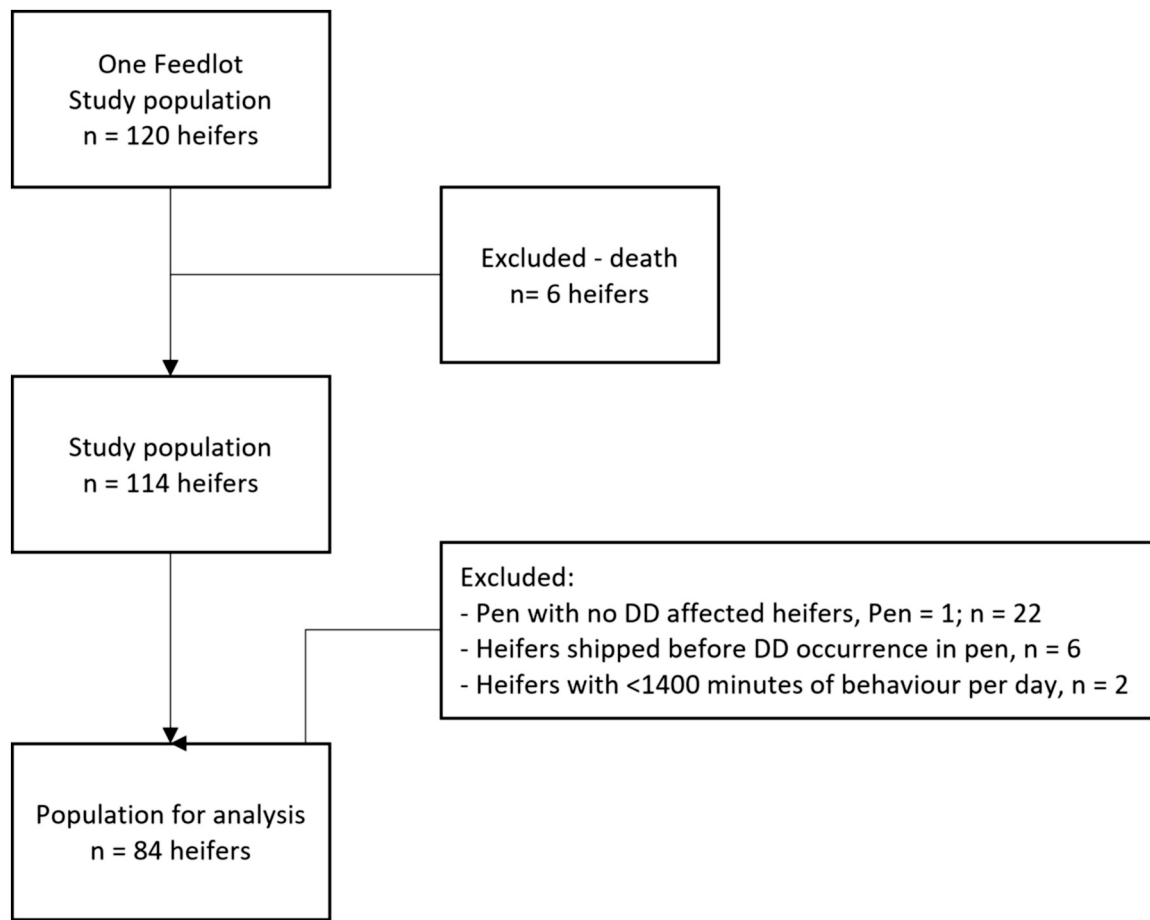 One Feedlot
Study population
n = 120 heifers
Excluded - death
n= 6 heifers
Study population
n = 114 heifers
Excluded:
- Pen with no DD affected heifers, Pen = 1; n = 22
- Heifers shipped before DD occurrence in pen, n = 6
- Heifers with <1400 minutes of behaviour per day, n = 2
Population for analysis
n = 84 heifers